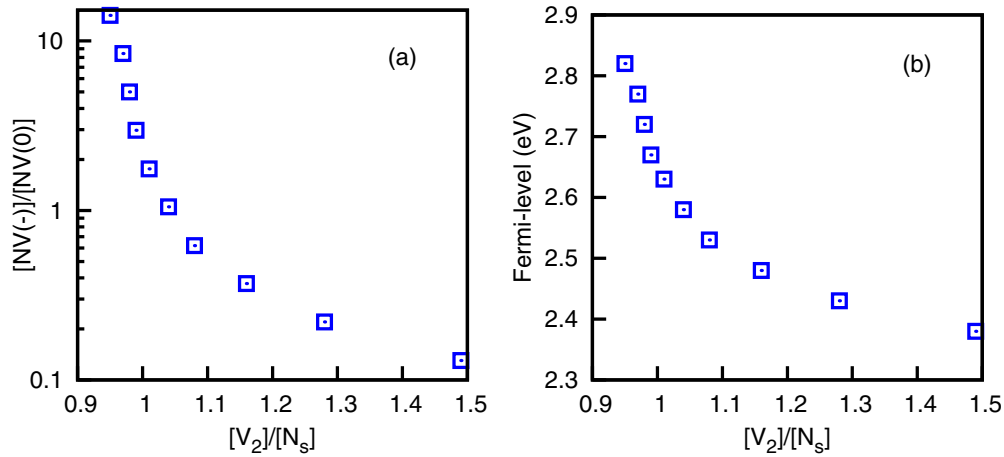 10
1
0.1
[NV(-)]/[NV(0)]
(a)
0.9 1 1.1 1.2 1.3 1.4 1.5
[V2]/[Ns]
2.9
2.8
2.7
2.6
2.5
2.4
2.3
Fermi-level (eV)
(b)
0.9 1 1.1 1.2 1.3 1.4 1.5
[V2]/[Ns]